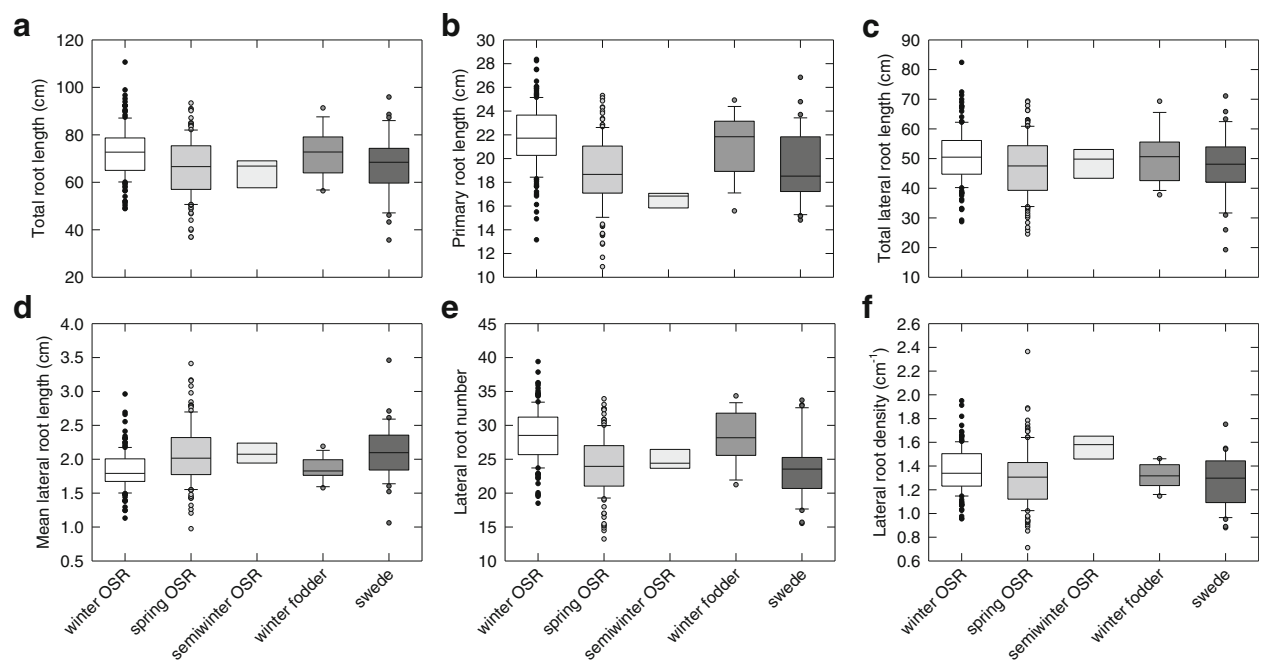 a
Total root length (cm)
120
100
80
60
40
20
b
Primary root length (cm)
30
28
26
24
22
20
18
16
14
12
10
c
Total lateral root length (cm)
90
80
70
60
50
40
30
20
10
d
Mean lateral root length (cm)
4.0
3.5
3.0
2.5
2.0
1.5
1.0
0.5
winter OSR
spring OSR
semiwinter OSR
winter fodder
swede
e
Lateral root number
45
40
35
30
25
20
15
10
winter OSR
spring OSR
semiwinter OSR
winter fodder
swede
f
Lateral root density (cm⁻¹)
2.6
2.4
2.2
2.0
1.8
1.6
1.4
1.2
1.0
0.8
0.6
winter OSR
spring OSR
semiwinter OSR
winter fodder
swede